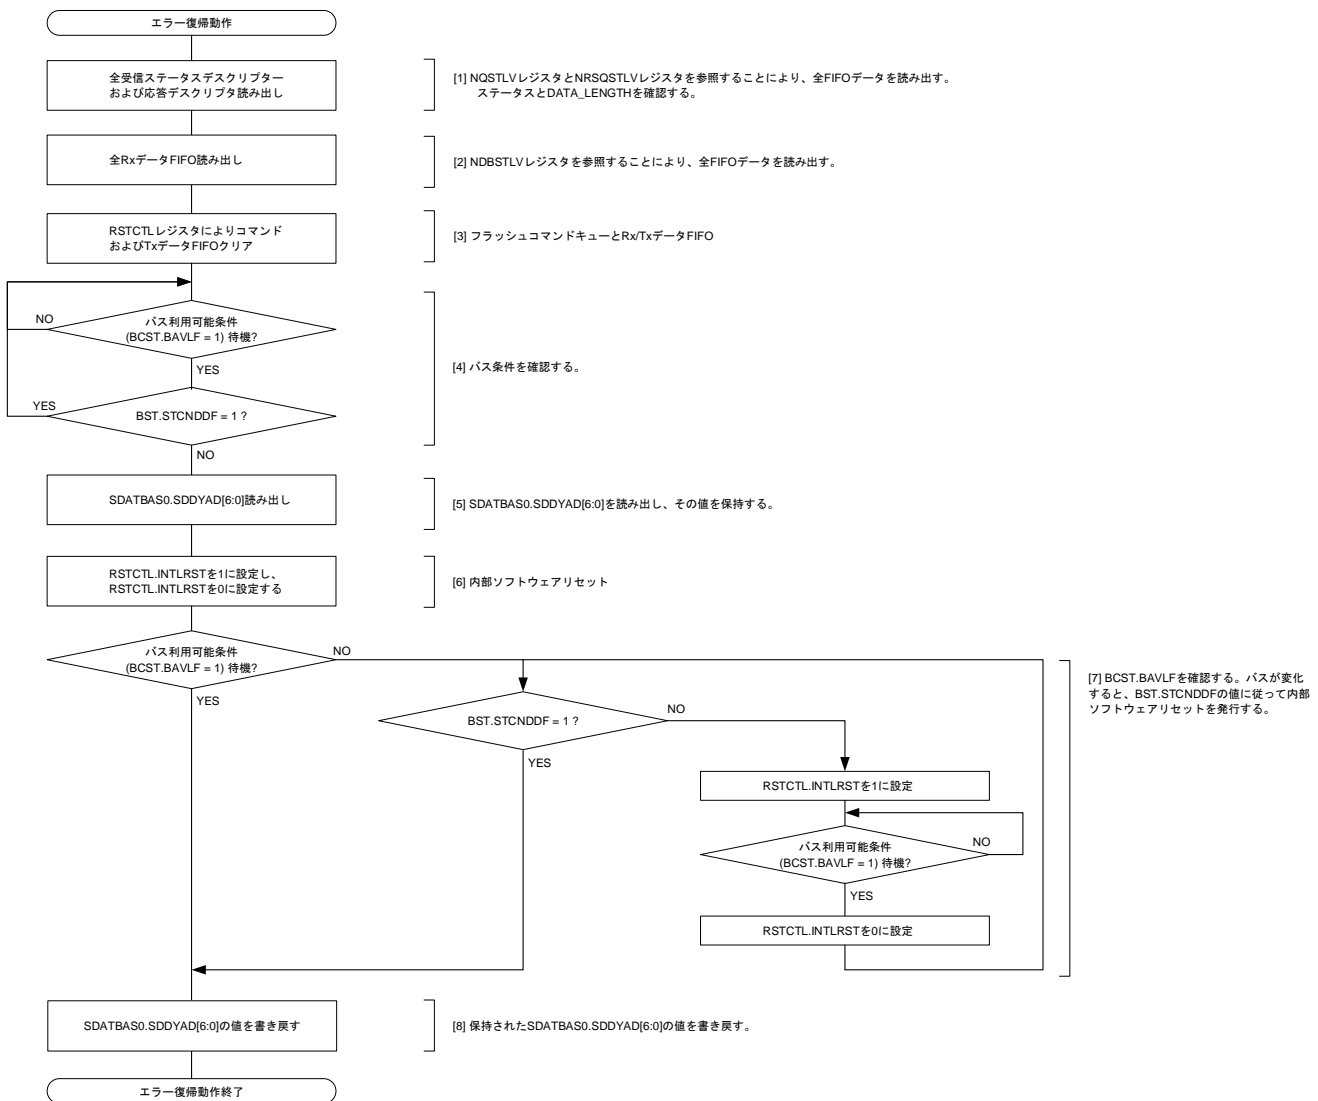 エラー復帰動作
全受信ステータスデスクリプター
および応答デスクリプタ読み出し
[1] NQSTLVレジスタとNRSQSTLVレジスタを参照することにより、全FIFOデータを読み出す。
ステータスとDATA_LENGTHを確認する。
全RxデータFIFO読み出し
[2] NDBSTLVレジスタを参照することにより、全FIFOデータを読み出す。
RSTCTLレジスタによりコマンド
およびTxデータFIFOクリア
[3] フラッシュコマンドキューとRx/TxデータFIFO
バス利用可能条件
(BCST.BAVLF = 1) 待機?
NO
YES
[4] バス条件を確認する。
BST.STCNDDF = 1 ?
YES
NO
SDATBAS0.SDDYAD[6:0]読み出し
[5] SDATBAS0.SDDYAD[6:0]を読み出し、その値を保持する。
RSTCTL.INTLRSTを1に設定し、
RSTCTL.INTLRSTを0に設定する
[6] 内部ソフトウェアリセット
バス利用可能条件
(BCST.BAVLF = 1) 待機?
NO
YES
[7] BCST.BAVLFを確認する。バスが変化
すると、BST.STCNDDFの値に従って内部
ソフトウェアリセットを発行する。
BST.STCNDDF = 1 ?
NO
YES
RSTCTL.INTLRSTを1に設定
バス利用可能条件
(BCST.BAVLF = 1) 待機?
NO
YES
RSTCTL.INTLRSTを0に設定
SDATBAS0.SDDYAD[6:0]の値を書き戻す
[8] 保持されたSDATBAS0.SDDYAD[6:0]の値を書き戻す。
エラー復帰動作終了